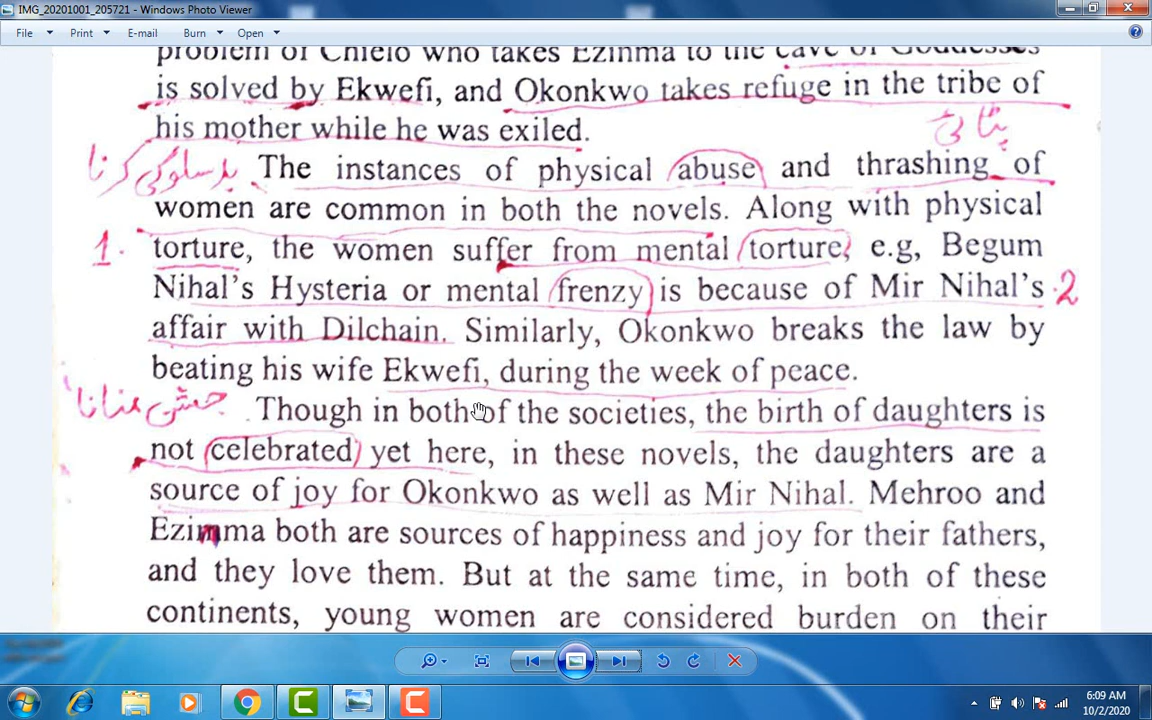 IMG_20201001_205721 - Windows Photo Viewer
File Print E-mail Burn Open
problem of Chielo who takes Ezinma to the cave of Goddesses
is solved by Ekwefi, and Okonkwo takes refuge in the tribe of
his mother while he was exiled.
پٹائی
بدسلوکی کرنا
The instances of physical abuse and thrashing of
women are common in both the novels. Along with physical
1. torture, the women suffer from mental torture, e.g, Begum
Nihal's Hysteria or mental frenzy is because of Mir Nihal's 2
affair with Dilchain. Similarly, Okonkwo breaks the law by
beating his wife Ekwefi, during the week of peace.
جشن منانا
Though in both of the societies, the birth of daughters is
not celebrated yet here, in these novels, the daughters are a
source of joy for Okonkwo as well as Mir Nihal. Mehroo and
Ezimma both are sources of happiness and joy for their fathers,
and they love them. But at the same time, in both of these
continents, young women are considered burden on their
6:09 AM
10/2/2020